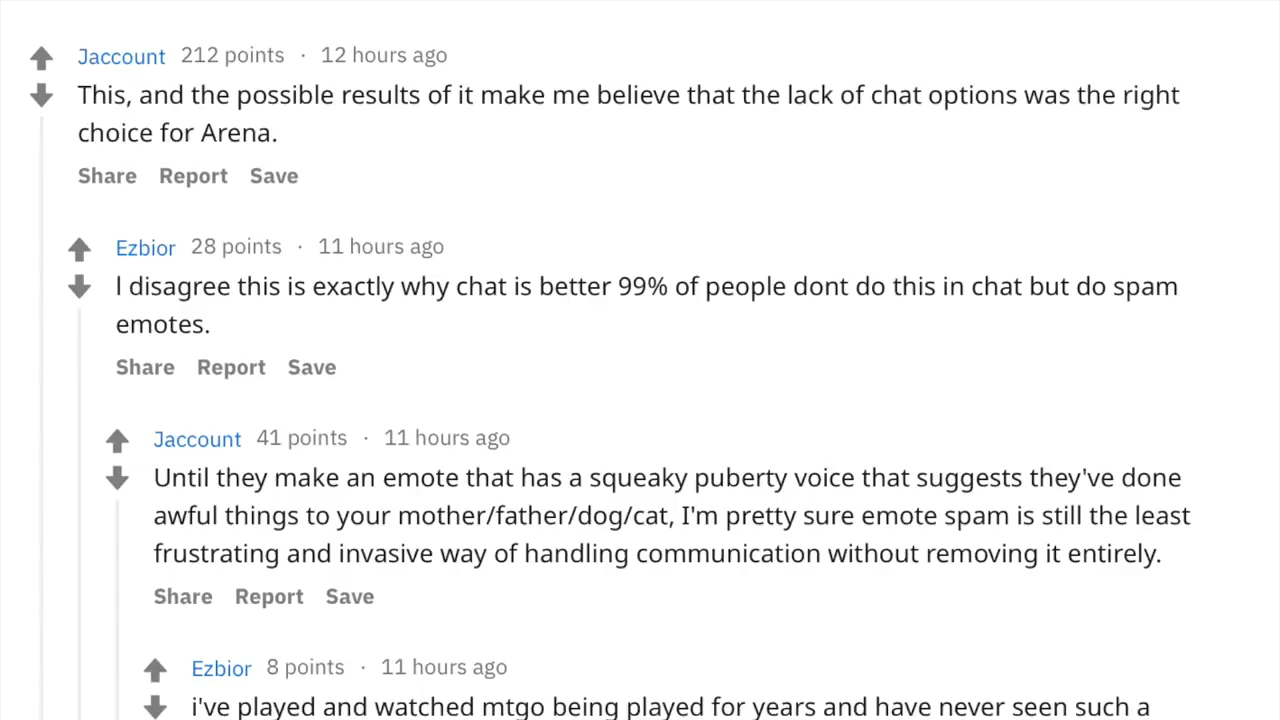 Jaccount 212 points · 12 hours ago
This, and the possible results of it make me believe that the lack of chat options was the right
choice for Arena.
Share Report Save
Ezbior 28 points · 11 hours ago
I disagree this is exactly why chat is better 99% of people dont do this in chat but do spam
emotes.
Share Report Save
Jaccount 41 points · 11 hours ago
Until they make an emote that has a squeaky puberty voice that suggests they've done
awful things to your mother/father/dog/cat, I'm pretty sure emote spam is still the least
frustrating and invasive way of handling communication without removing it entirely.
Share Report Save
Ezbior 8 points · 11 hours ago
i've played and watched mtgo being played for years and have never seen such a